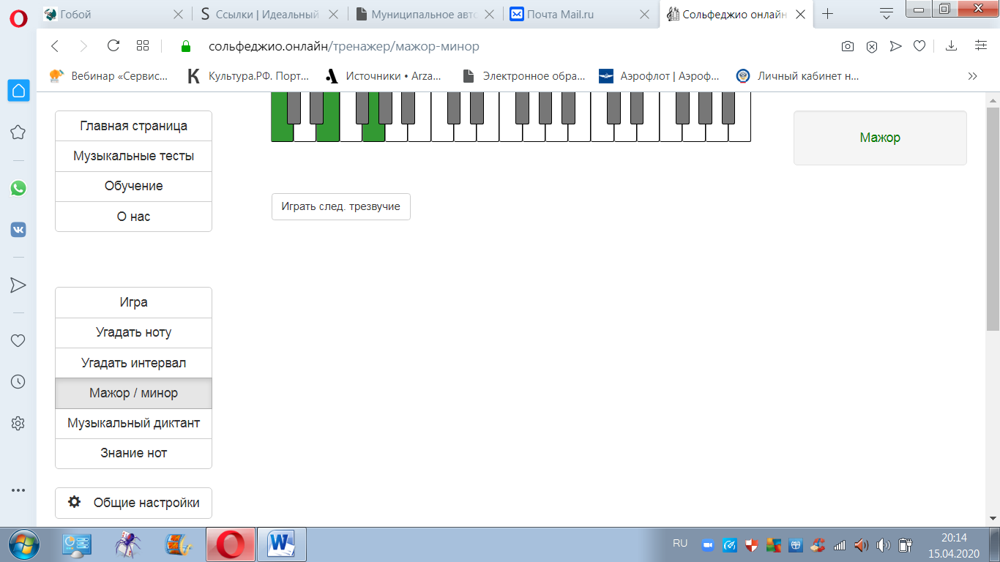 Гобой
Ссылки | Идеальный
Муниципальное авто
Почта Mail.ru
Сольфеджио онлайн
сольфеджио.онлайн/тренажер/мажор-минор
Вебинар «Сервис...
Культура.РФ. Порт...
Источники • Arza...
Электронное обра...
Аэрофлот | Аэроф...
Личный кабинет н...
Главная страница
Музыкальные тесты
Обучение
О нас
Мажор
Играть след. трезвучие
Игра
Угадать ноту
Угадать интервал
Мажор / минор
Музыкальный диктант
Знание нот
Общие настройки
RU
20:14
15.04.2020